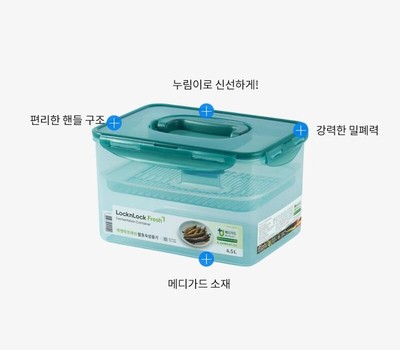 누림이로 신선하게!
편리한 핸들 구조
강력한 밀폐력
LocknLock Fresh
4.5L
메디가드 소재